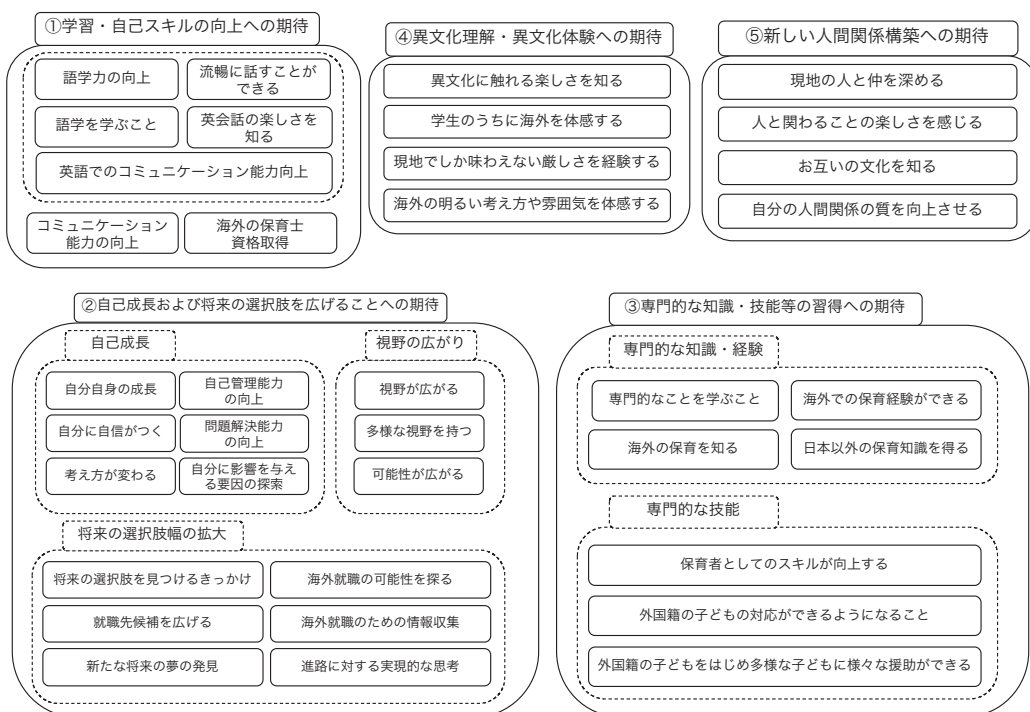 ①学習・自己スキルの向上への期待
語学力の向上
流暢に話すことが
できる
語学を学ぶこと
英会話の楽しさを
知る
英語でのコミュニケーション能力向上
コミュニケーション
能力の向上
海外の保育士
資格取得
④異文化理解・異文化体験への期待
異文化に触れる楽しさを知る
学生のうちに海外を体感する
現地でしか味わえない厳しさを経験する
海外の明るい考え方や雰囲気を体感する
⑤新しい人間関係構築への期待
現地の人と仲を深める
人と関わることの楽しさを感じる
お互いの文化を知る
自分の人間関係の質を向上させる
②自己成長および将来の選択肢を広げることへの期待
自己成長
自分自身の成長
自己管理能力
の向上
自分に自信がつく
問題解決能力
の向上
考え方が変わる
自分に影響を与え
る要因の探索
視野の広がり
視野が広がる
多様な視野を持つ
可能性が広がる
将来の選択肢幅の拡大
将来の選択肢を見つけるきっかけ
海外就職の可能性を探る
就職先候補を広げる
海外就職のための情報収集
新たな将来の夢の発見
進路に対する実現的な思考
③専門的な知識・技能等の習得への期待
専門的な知識・経験
専門的なことを学ぶこと
海外での保育経験ができる
海外の保育を知る
日本以外の保育知識を得る
専門的な技能
保育者としてのスキルが向上する
外国籍の子どもの対応ができるようになること
外国籍の子どもをはじめ多様な子どもに様々な援助ができる